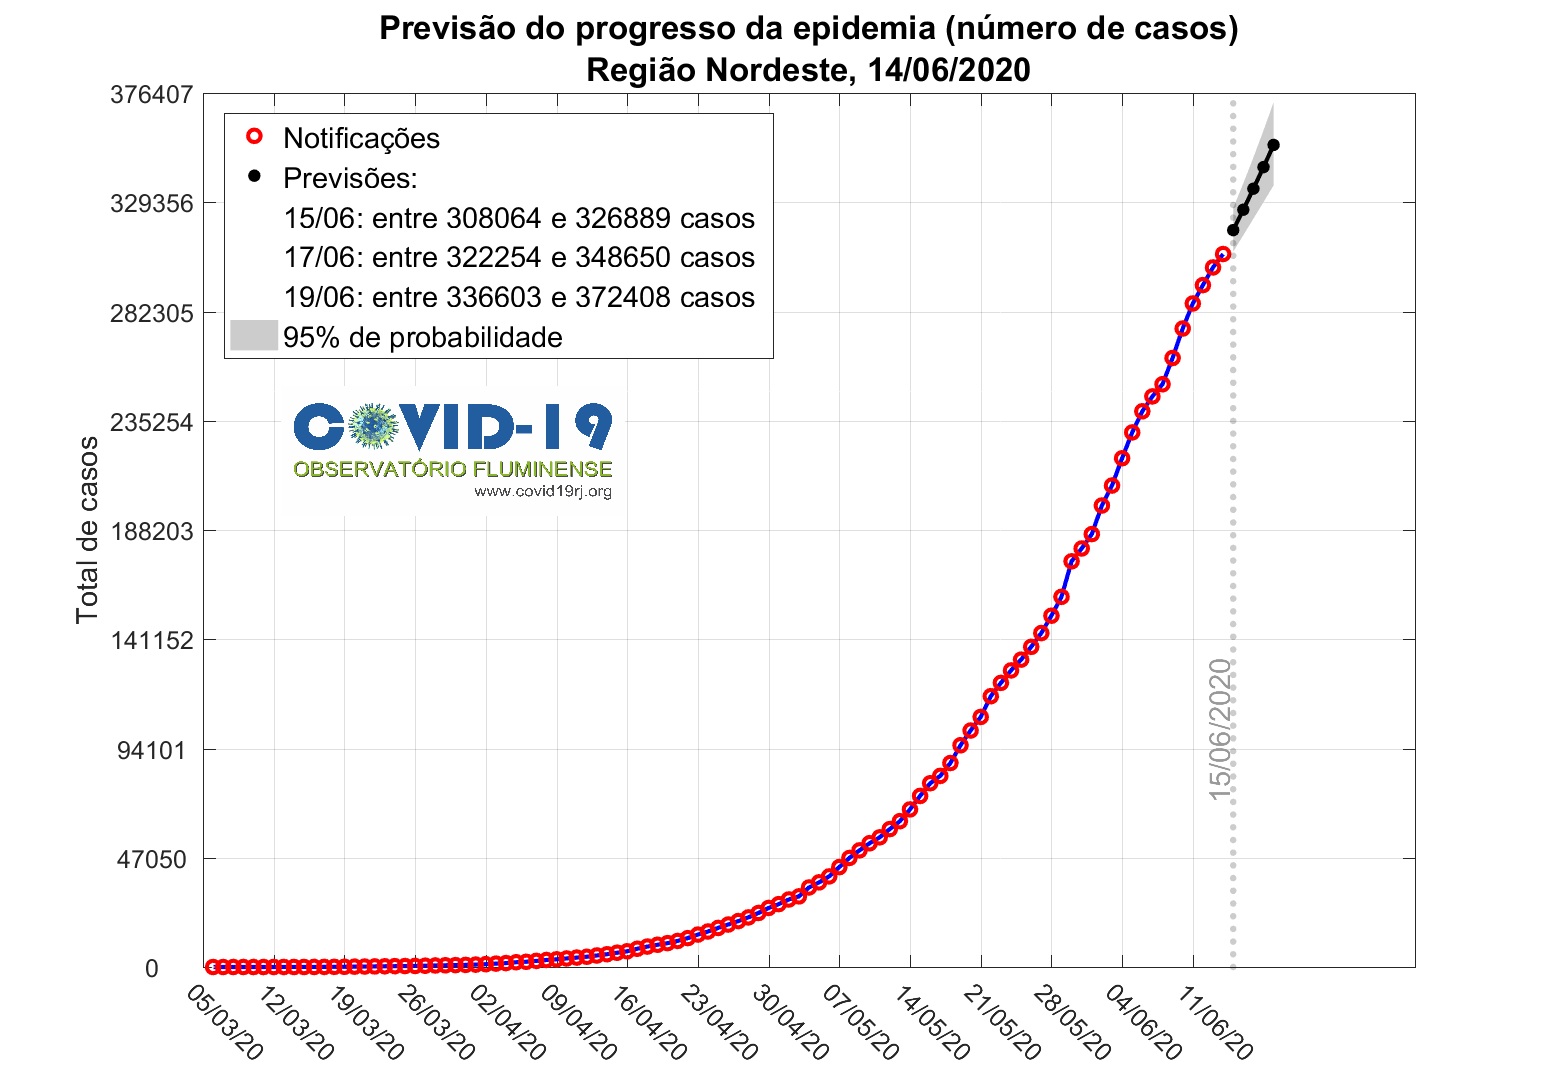 Previsão do progresso da epidemia (número de casos)
Região Nordeste, 14/06/2020
376407
329356
282305
235254
188203
141152
94101
47050
0
Total de casos
Notificações
Previsões:
15/06: entre 308064 e 326889 casos
17/06: entre 322254 e 348650 casos
19/06: entre 336603 e 372408 casos
95% de probabilidade
COVID-19
OBSERVATÓRIO FLUMINENSE
www.covid19rj.org
15/06/2020
05/03/20
12/03/20
19/03/20
26/03/20
02/04/20
09/04/20
16/04/20
23/04/20
30/04/20
07/05/20
14/05/20
21/05/20
28/05/20
04/06/20
11/06/20